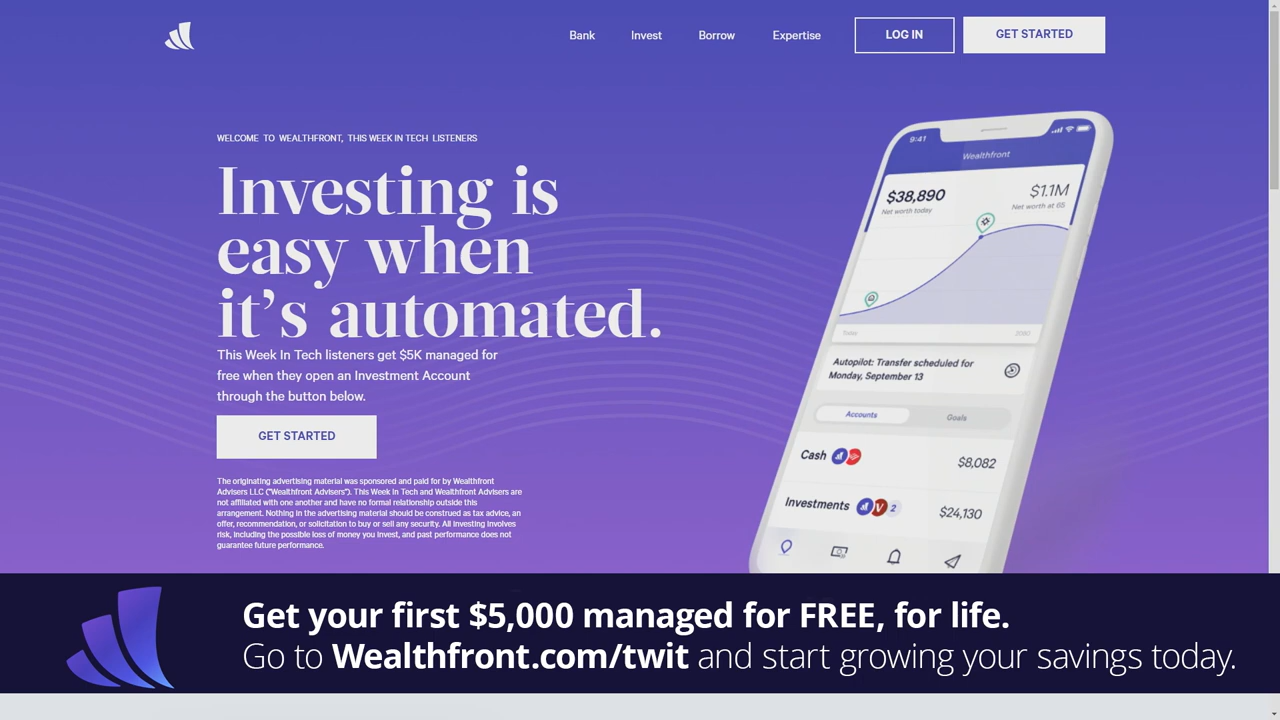 Bank Invest Borrow Expertise LOG IN GET STARTED
WELCOME TO WEALTHFRONT, THIS WEEK IN TECH LISTENERS
Investing is
easy when
it's automated.
This Week In Tech listeners get $5K managed for
free when they open an Investment Account
through the button below.
GET STARTED
The originating advertising material was sponsored and paid for by Wealthfront
Advisers LLC ("Wealthfront Advisers"). This Week In Tech and Wealthfront Advisers are
not affiliated with one another and have no formal relationship outside this
arrangement. Nothing in the advertising material should be construed as tax advice, an
offer, recommendation, or solicitation to buy or sell any security. All investing involves
risk, including the possible loss of money you invest, and past performance does not
guarantee future performance.
9:41
Wealthfront
$38,890 $1.1M
Net worth today Net worth at 65
Today 2080
Autopilot: Transfer scheduled for
Monday, September 13
Accounts Goals
Cash $8,082
Investments V 2 $24,130
Get your first $5,000 managed for FREE, for life.
Go to Wealthfront.com/twit and start growing your savings today.